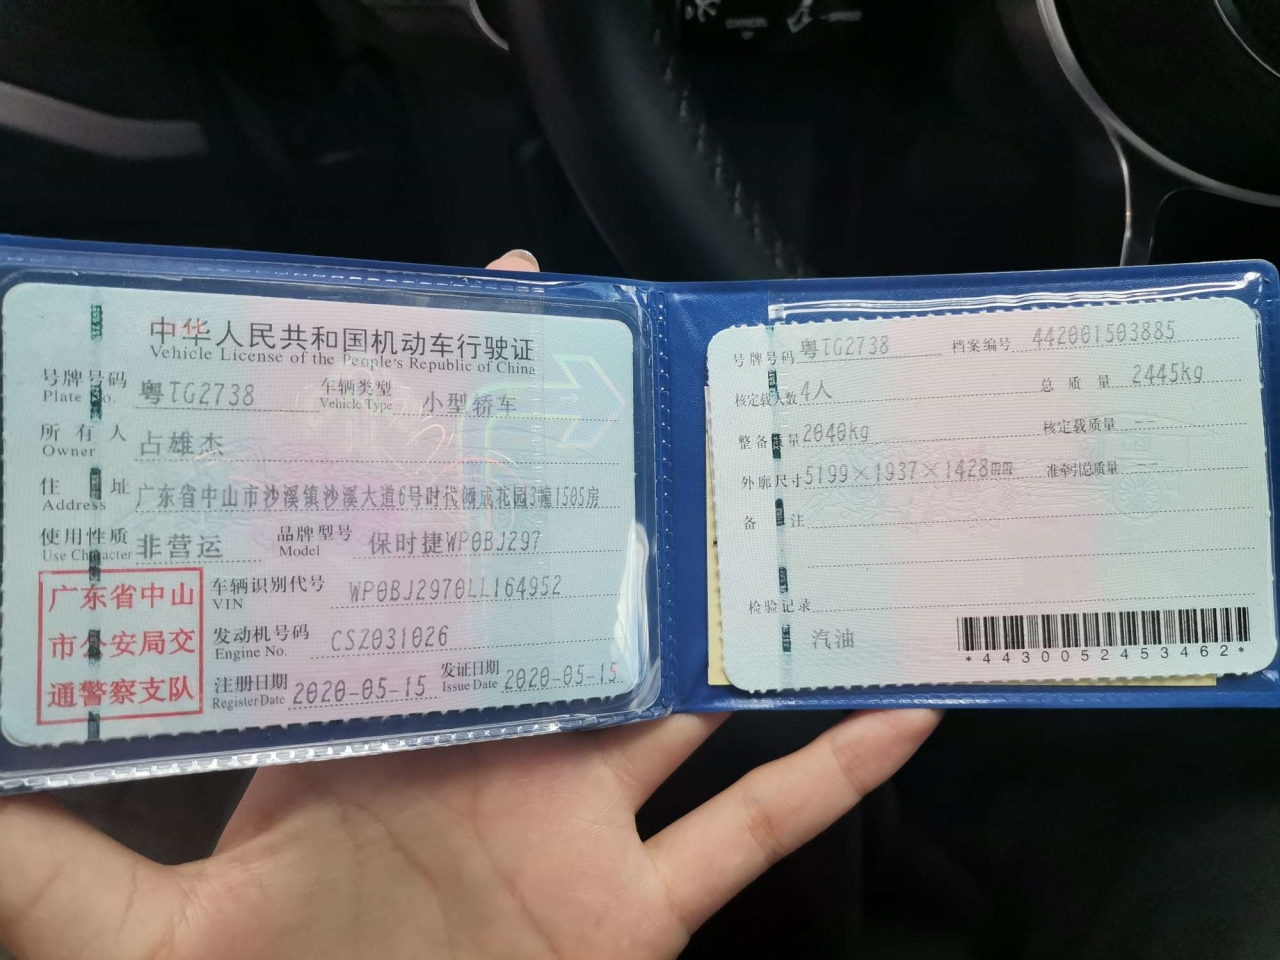 中华人民共和国机动车行驶证
Vehicle License of the People's Republic of China
号牌号码 粤TG2738 车辆类型 小型轿车
Plate No. Vehicle Type
所有人 占雄杰
Owner
住址 广东省中山市沙溪镇沙溪大道6号时代倾城花园3幢1505房
Address
使用性质 非营运 品牌型号 保时捷WP0BJ297
Use Character Model
广东省中山
市公安局交
通警察支队
车辆识别代号 WP0BJ2970LL164952
VIN
发动机号码 CSZ031026
Engine No.
注册日期 2020-05-15 发证日期 2020-05-15
Register Date Issue Date
号牌号码 粤TG2738 档案编号 442001503885
核定载人数 4人 总质量 2445kg
整备质量 2040kg 核定载质量 --
外廓尺寸 5199×1937×1428mm 准牵引总质量 --
备注
检验记录
汽油
*4430052453462*